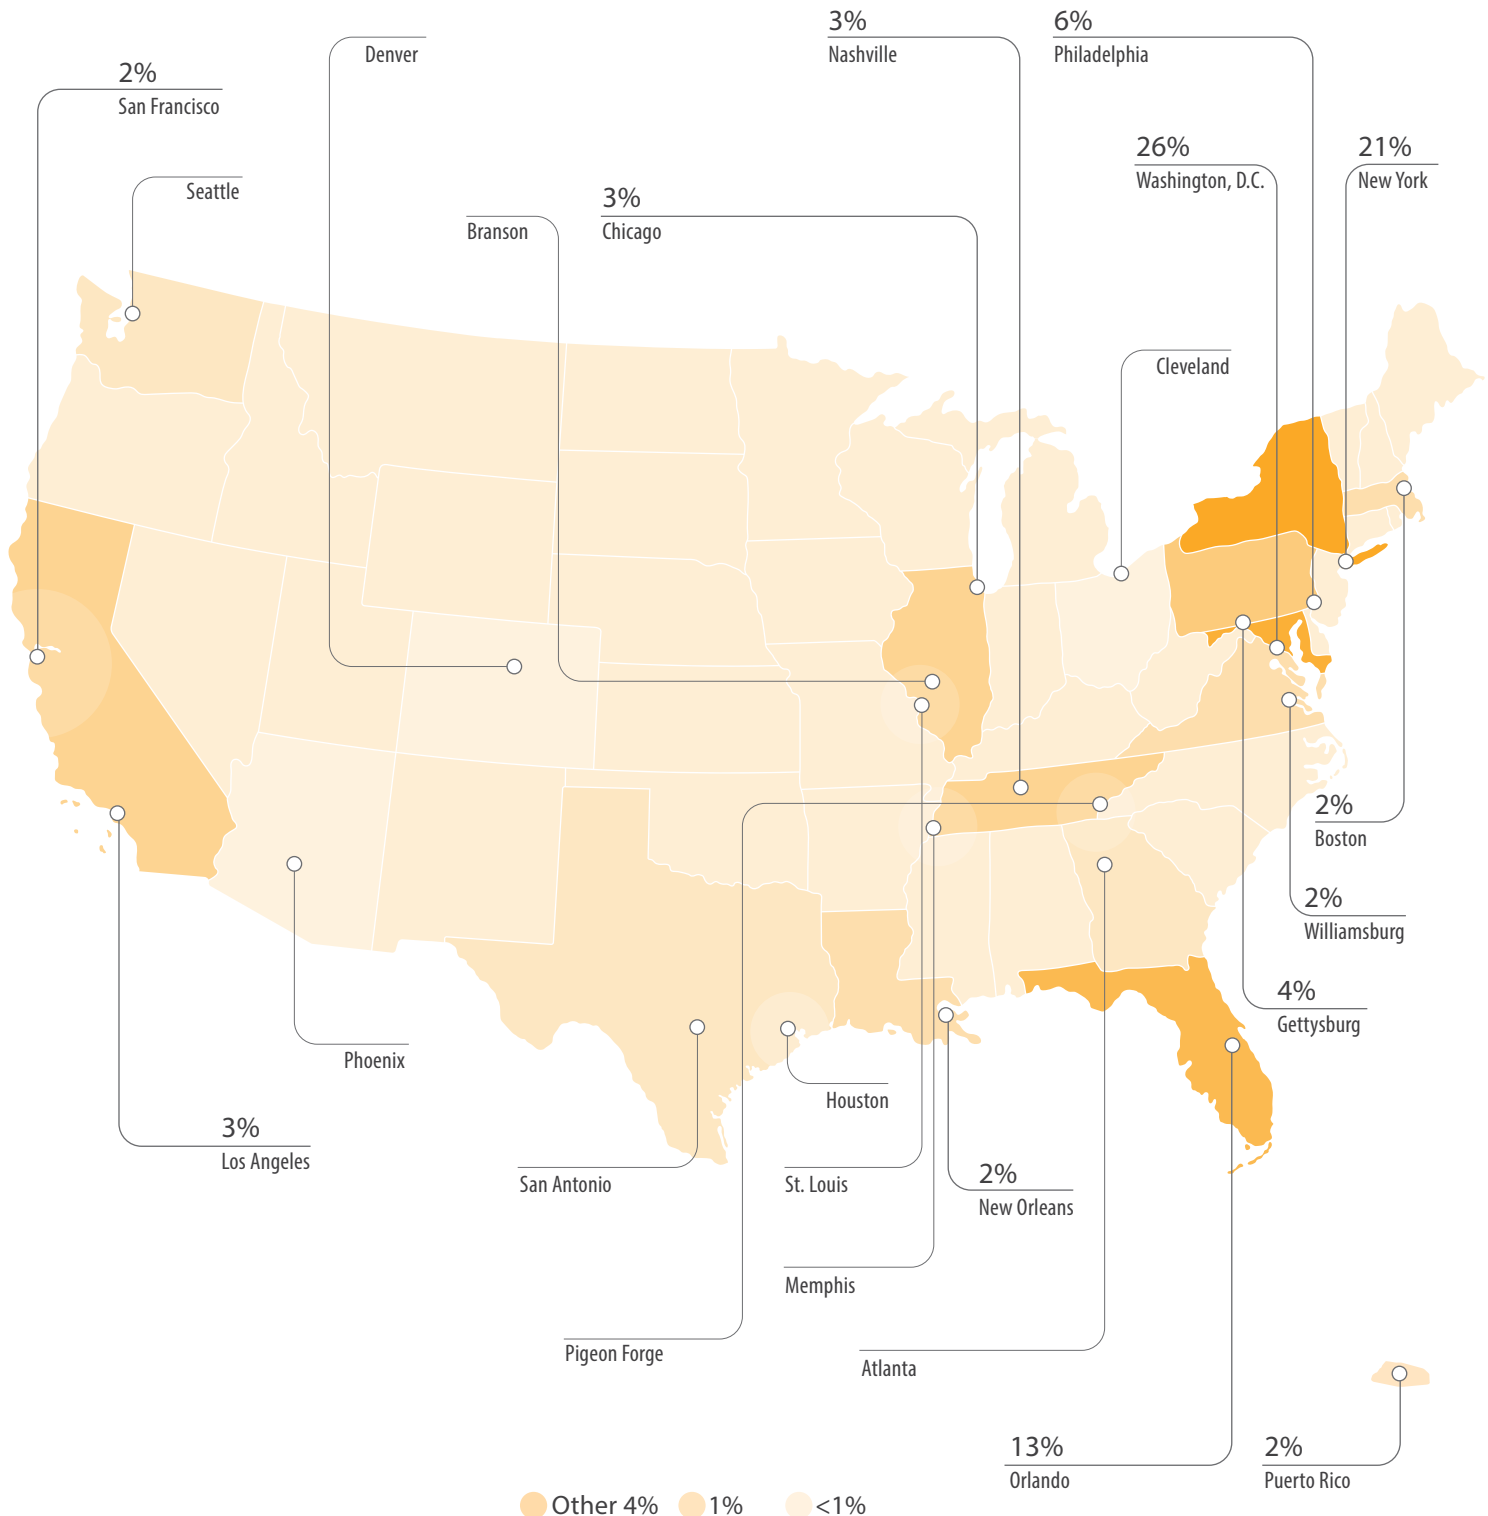 3%
Nashville
6%
Philadelphia
Denver
2%
San Francisco
26%
Washington, D.C.
21%
New York
Seattle
3%
Chicago
Branson
Cleveland
2%
Boston
2%
Williamsburg
4%
Gettysburg
Phoenix
Houston
3%
Los Angeles
San Antonio
St. Louis
2%
New Orleans
Memphis
Pigeon Forge
Atlanta
13%
Orlando
2%
Puerto Rico
Other 4% 1% <1%